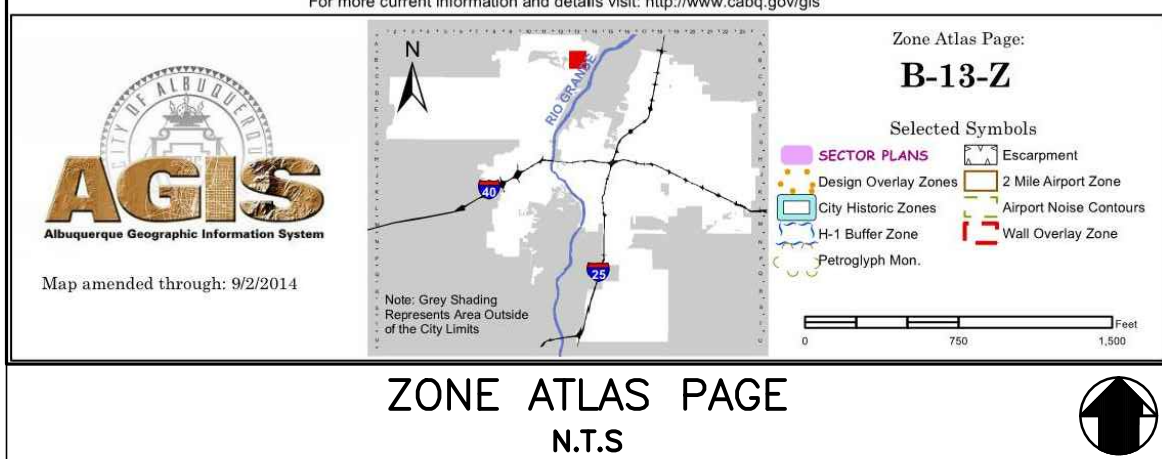 For more current information and details visit: http://www.cabq.gov/gis
CITY OF ALBUQUERQUE
AGIS
Albuquerque Geographic Information System
Map amended through: 9/2/2014
N
RIO GRANDE
40
25
Note: Grey Shading
Represents Area Outside
of the City Limits
Zone Atlas Page:
B-13-Z
Selected Symbols
SECTOR PLANS
Design Overlay Zones
City Historic Zones
H-1 Buffer Zone
Petroglyph Mon.
Escarpment
2 Mile Airport Zone
Airport Noise Contours
Wall Overlay Zone
Feet
0 750 1,500
ZONE ATLAS PAGE
N.T.S